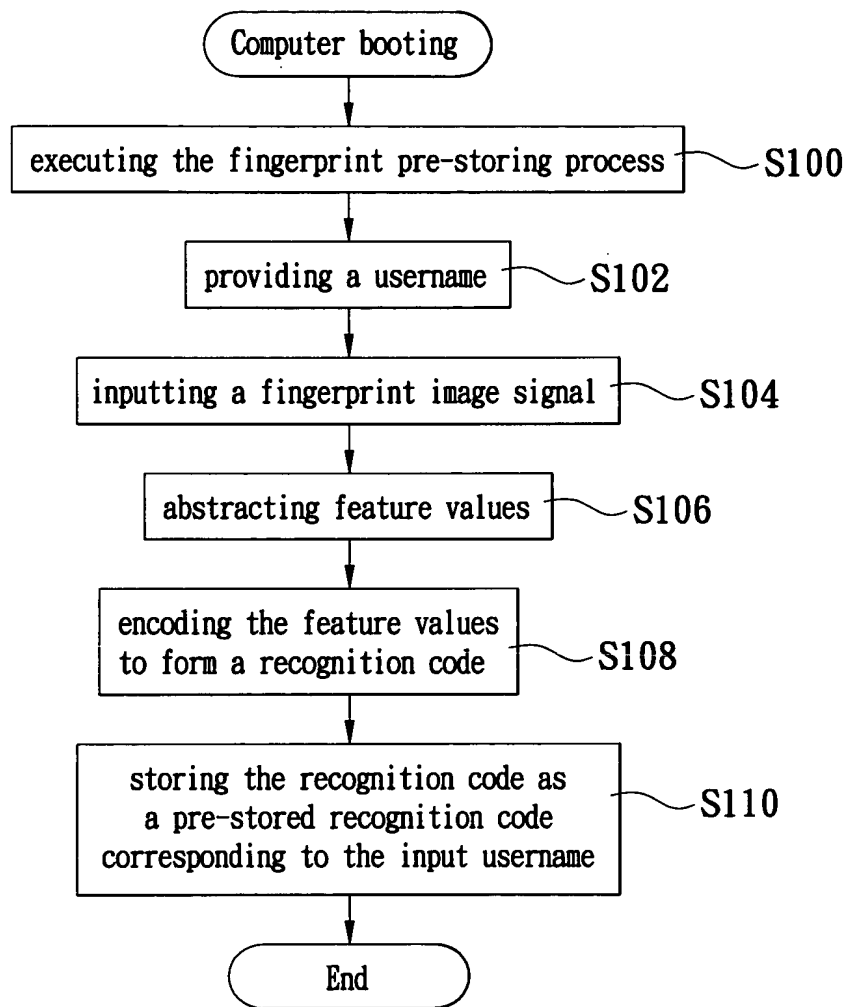 Computer booting
executing the fingerprint pre-storing process
S100
providing a username
S102
inputting a fingerprint image signal
S104
abstracting feature values
S106
encoding the feature values
to form a recognition code
S108
storing the recognition code as
a pre-stored recognition code
corresponding to the input username
S110
End